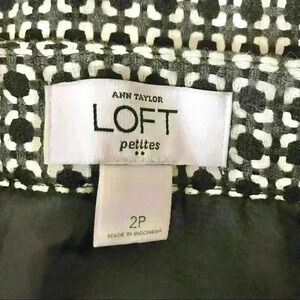 ANN TAYLOR
LOFT
petites
2P
MADE IN INDONESIA